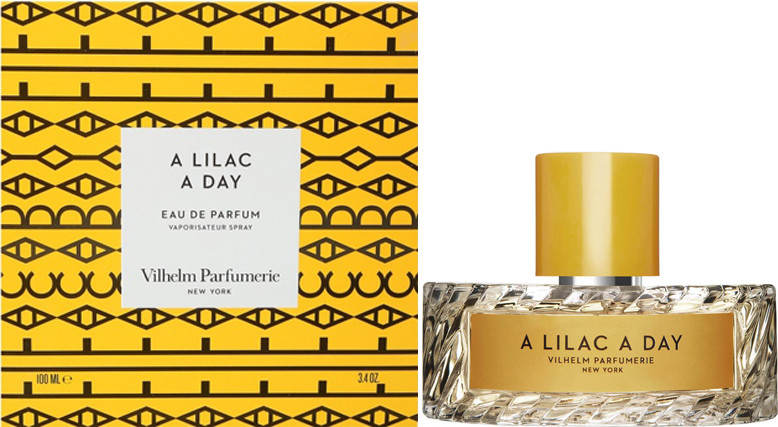 A LILAC
A DAY
EAU DE PARFUM
VAPORISATEUR SPRAY
Vilhelm Parfumerie
NEW YORK
100 ML ℮
3.4 OZ.
A LILAC A DAY
VILHELM PARFUMERIE
NEW YORK